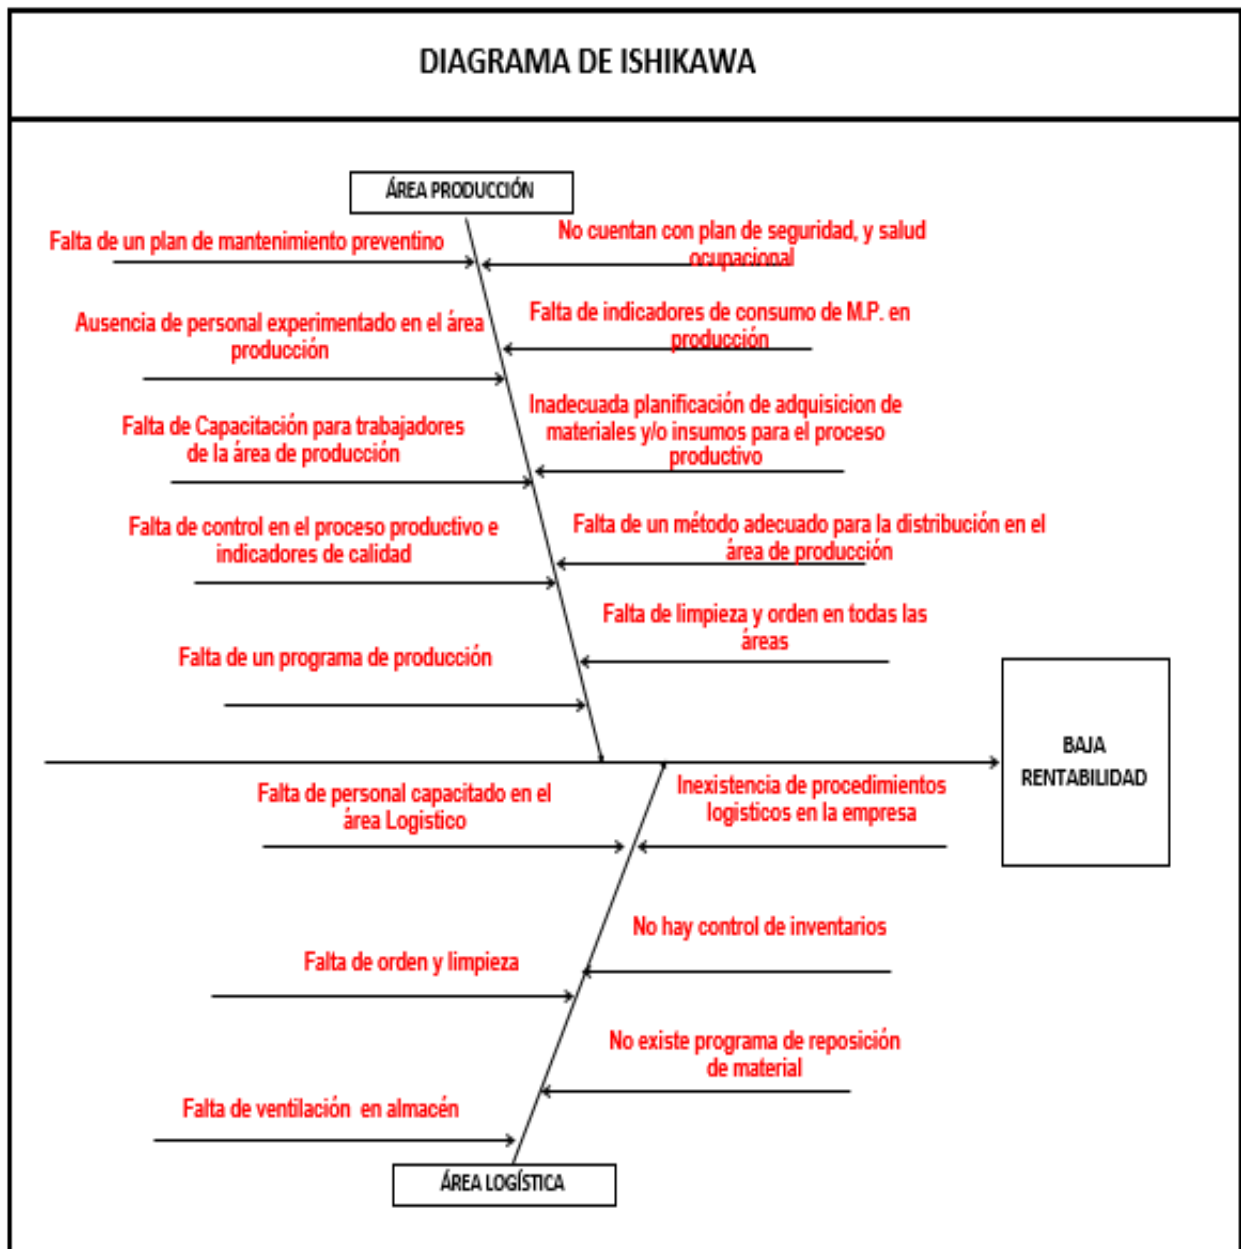 DIAGRAMA DE ISHIKAWA
ÁREA PRODUCCIÓN
Falta de un plan de mantenimiento preventino
No cuentan con plan de seguridad, y salud
ocupacional
Ausencia de personal experimentado en el área
producción
Falta de indicadores de consumo de M.P. en
producción
Falta de Capacitación para trabajadores
de la área de producción
Inadecuada planificación de adquisicion de
materiales y/o insumos para el proceso
productivo
Falta de control en el proceso productivo e
indicadores de calidad
Falta de un método adecuado para la distribución en el
área de producción
Falta de un programa de producción
Falta de limpieza y orden en todas las
áreas
BAJA
RENTABILIDAD
Falta de personal capacitado en el
área Logistico
Inexistencia de procedimientos
logisticos en la empresa
Falta de orden y limpieza
No hay control de inventarios
Falta de ventilación en almacén
No existe programa de reposición
de material
ÁREA LOGÍSTICA